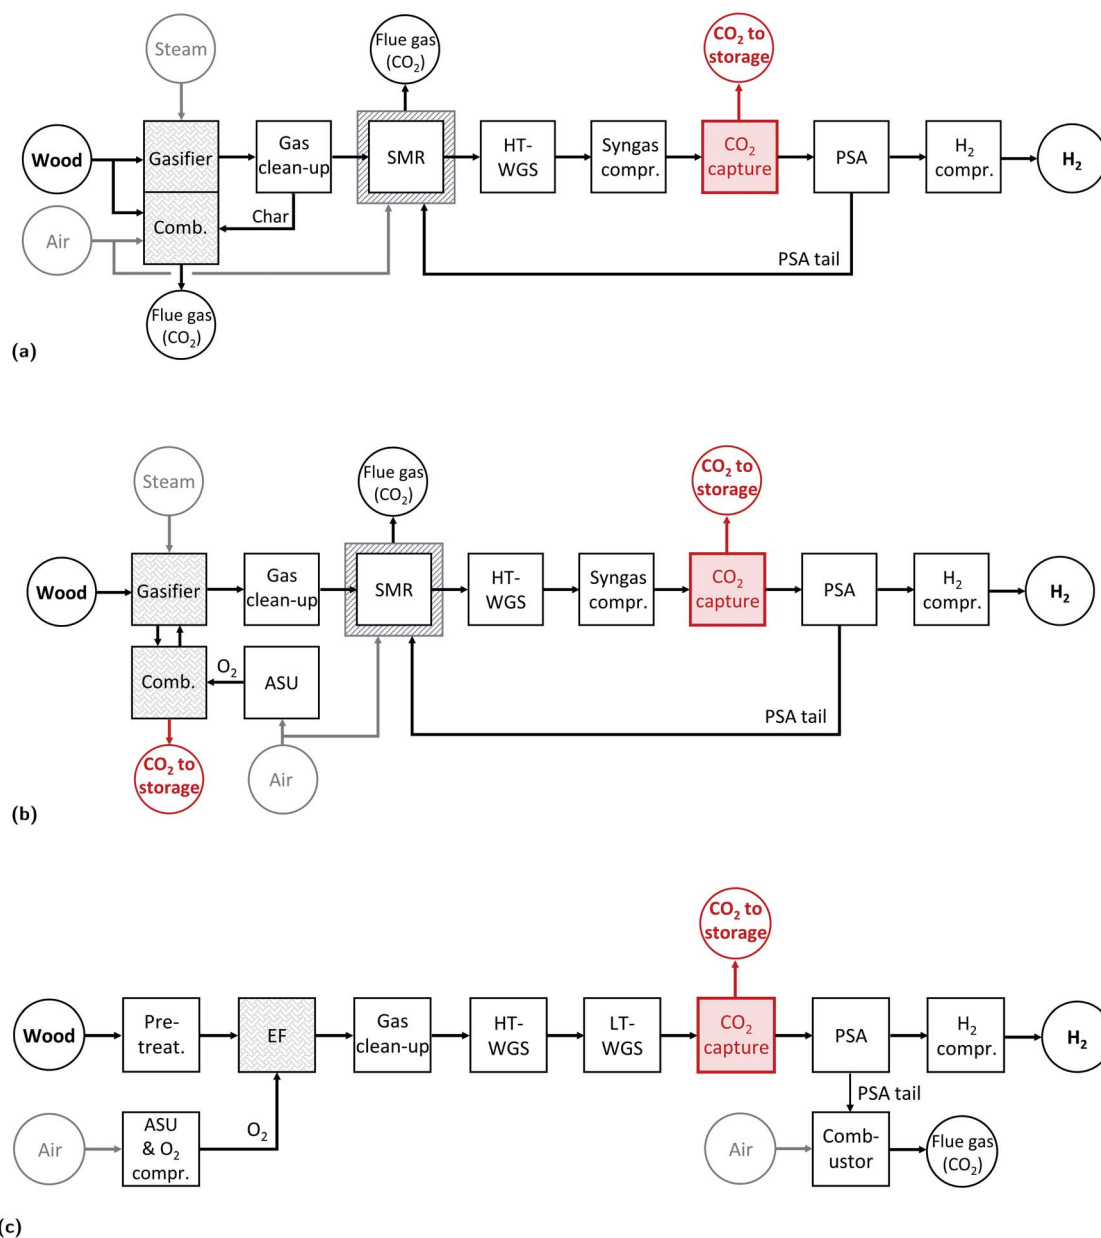 Steam
Flue gas
(CO₂)
CO₂ to
storage
Wood
Gasifier
Gas
clean-up
SMR
HT-
WGS
Syngas
compr.
CO₂
capture
PSA
H₂
compr.
H₂
Air
Comb.
Char
PSA tail
Flue gas
(CO₂)
(a)
Steam
Flue gas
(CO₂)
CO₂ to
storage
Wood
Gasifier
Gas
clean-up
SMR
HT-
WGS
Syngas
compr.
CO₂
capture
PSA
H₂
compr.
H₂
Comb.
O₂
ASU
PSA tail
CO₂ to
storage
Air
(b)
CO₂ to
storage
Wood
Pre-
treat.
EF
Gas
clean-up
HT-
WGS
LT-
WGS
CO₂
capture
PSA
H₂
compr.
H₂
PSA tail
Air
ASU
& O₂
compr.
O₂
Air
Comb-
ustor
Flue gas
(CO₂)
(c)